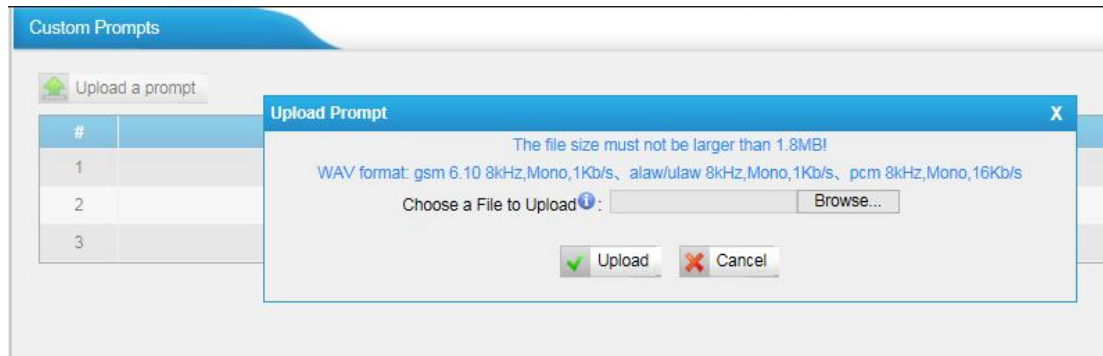 Custom Prompts
Upload a prompt
Upload Prompt
X
The file size must not be larger than 1.8MB!
WAV format: gsm 6.10 8kHz,Mono,1Kb/s、alaw/ulaw 8kHz,Mono,1Kb/s、pcm 8kHz,Mono,16Kb/s
Choose a File to Upload i : Browse...
Upload Cancel
#
1
2
3